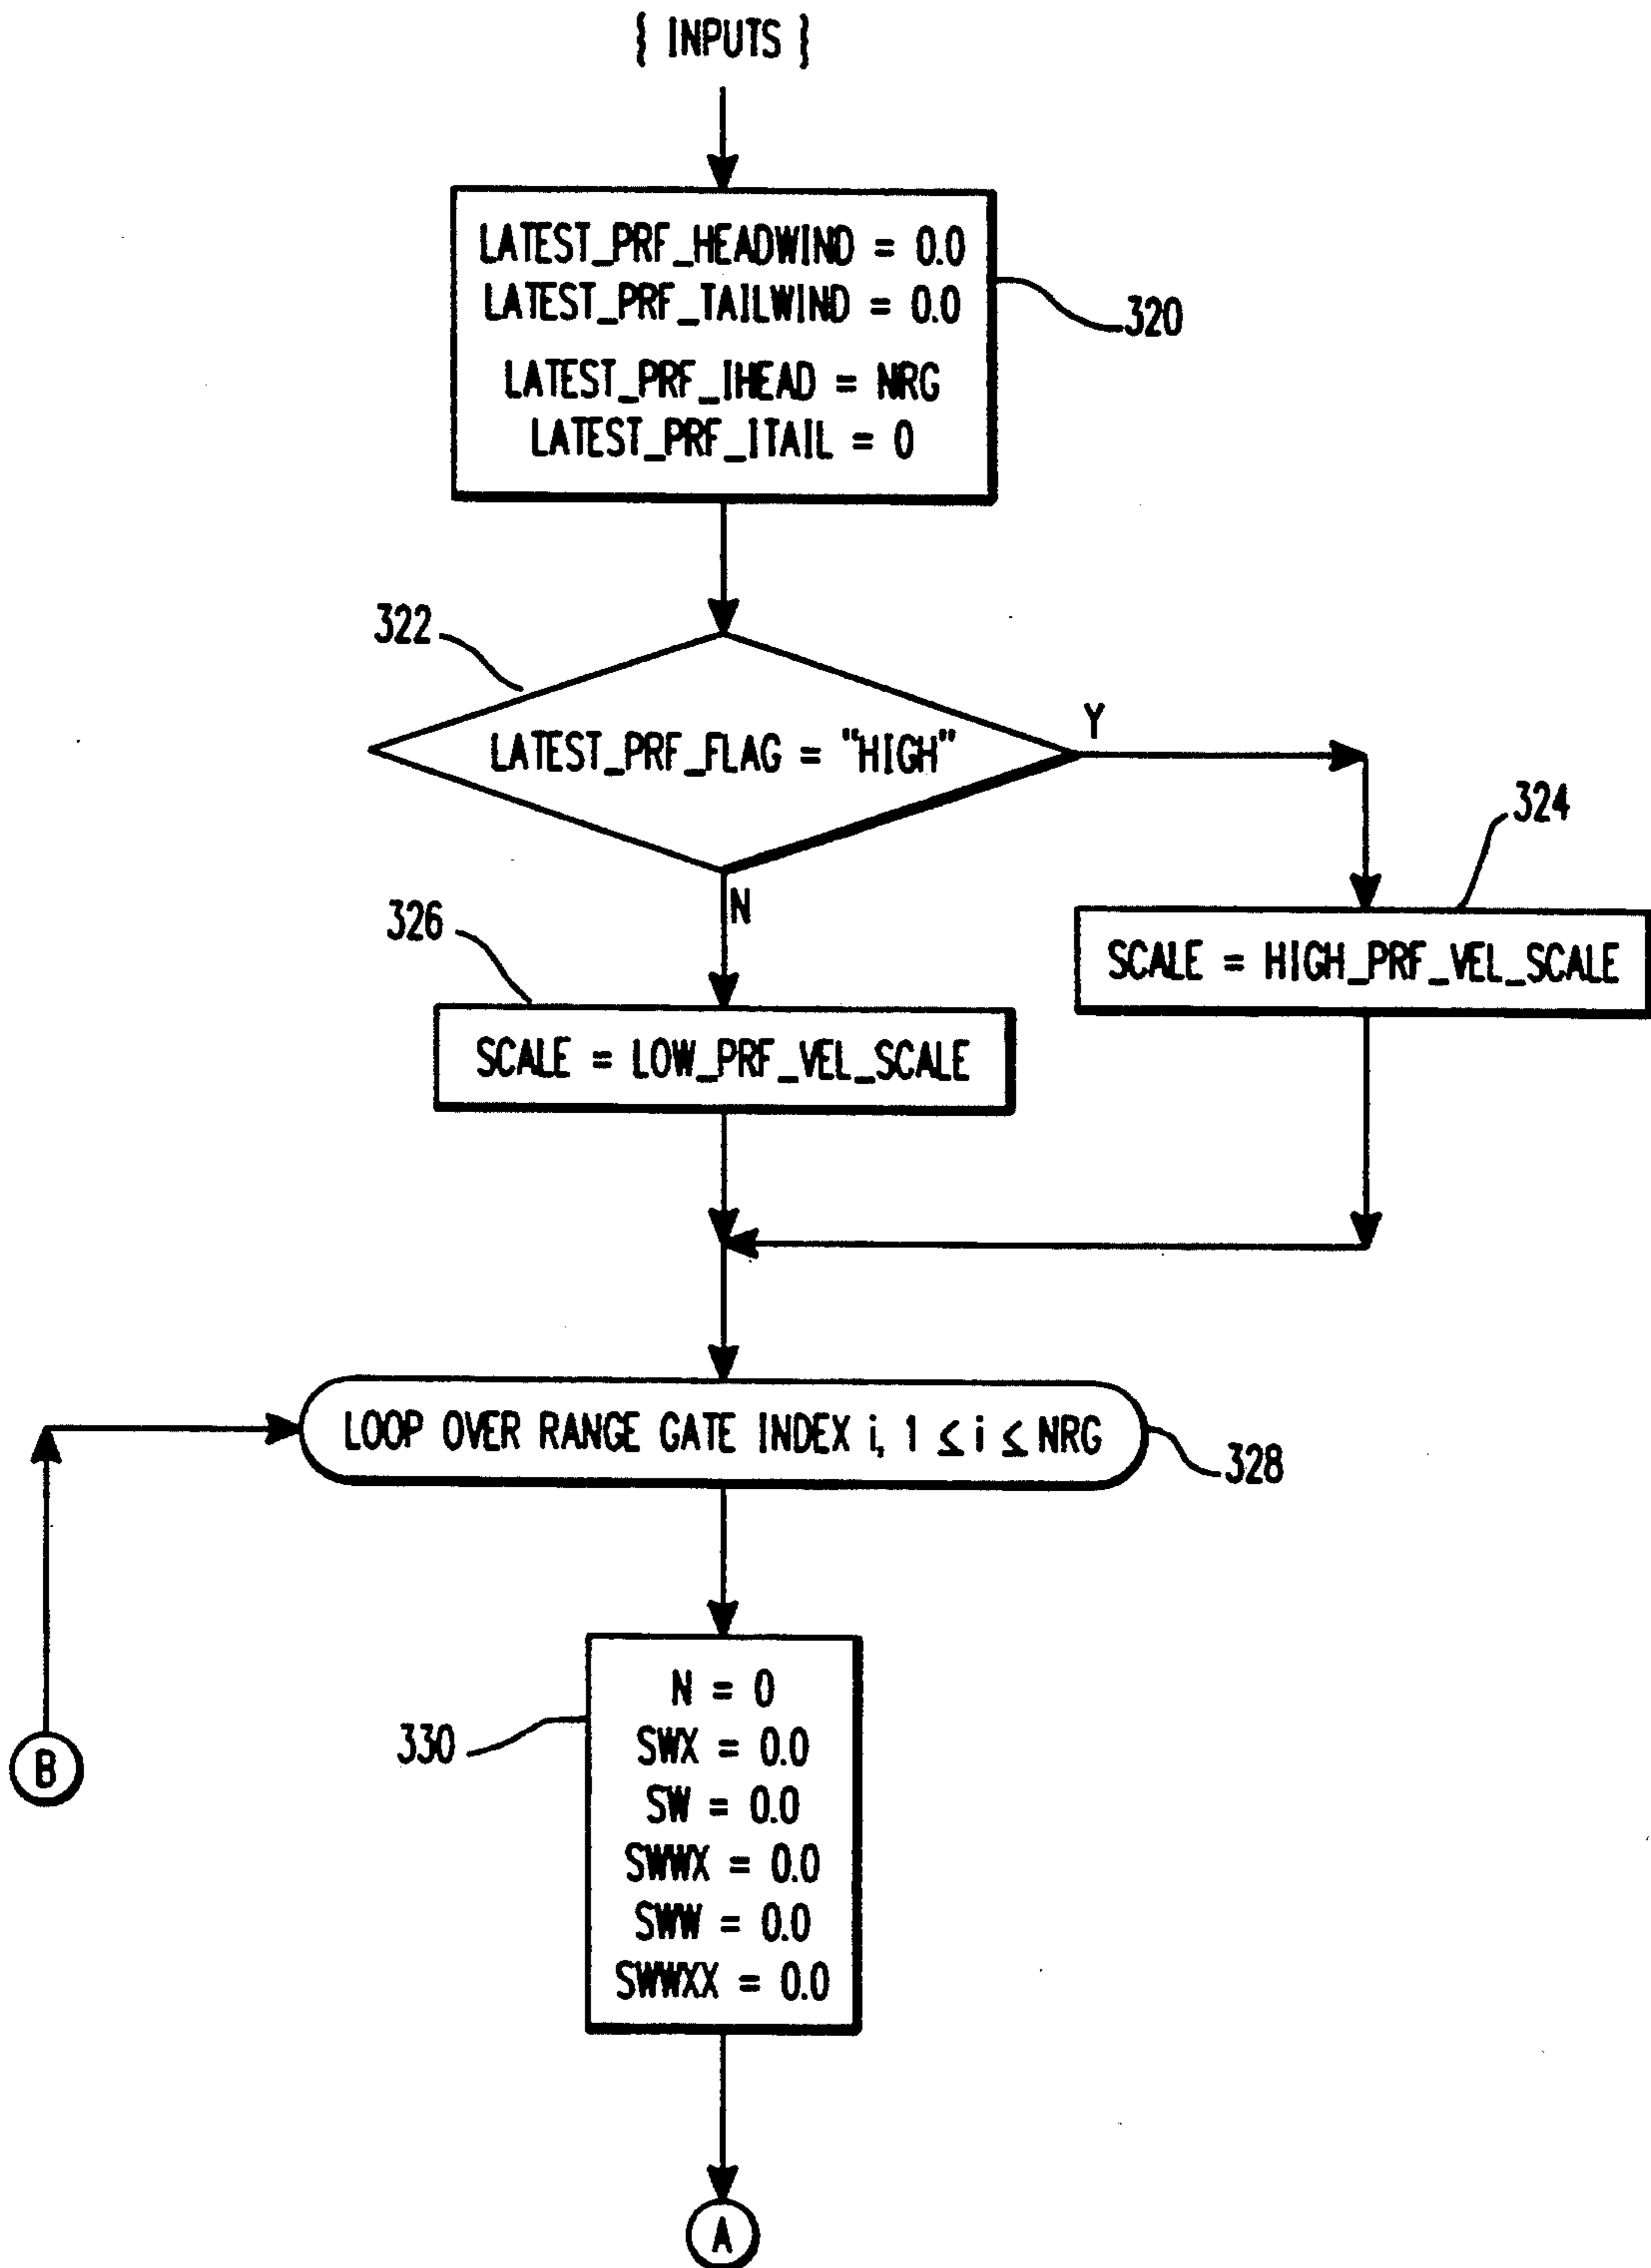 { INPUTS }
LATEST_PRF_HEADWIND = 0.0
LATEST_PRF_TAILWIND = 0.0
LATEST_PRF_IHEAD = NRG
LATEST_PRF_ITAIL = 0
320
322
LATEST_PRF_FLAG = "HIGH"
Y
N
324
SCALE = HIGH_PRF_VEL_SCALE
326
SCALE = LOW_PRF_VEL_SCALE
LOOP OVER RANGE GATE INDEX i, 1 ≤ i ≤ NRG
328
330
N = 0
SWX = 0.0
SW = 0.0
SWWX = 0.0
SWW = 0.0
SWWXX = 0.0
B
A